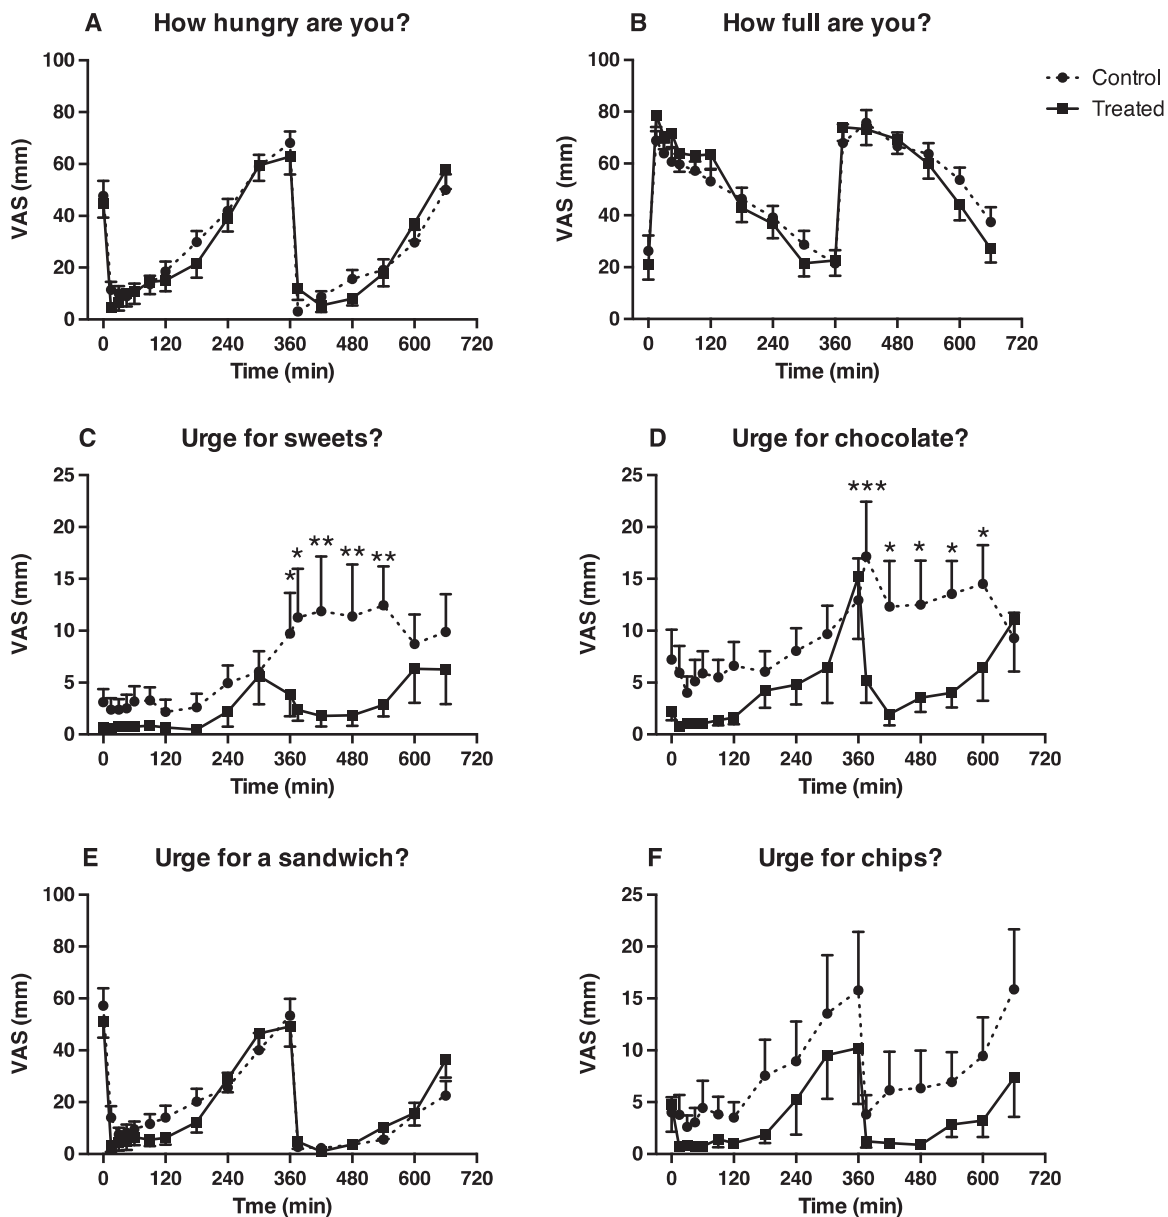 A How hungry are you?
100
80
60
40
20
0
VAS (mm)
0 120 240 360 480 600 720
Time (min)
B How full are you?
100
80
60
40
20
0
VAS (mm)
0 120 240 360 480 600 720
Time (min)
Control
Treated
C Urge for sweets?
25
20
15
10
5
0
VAS (mm)
* * ** ** **
0 120 240 360 480 600 720
Time (min)
D Urge for chocolate?
25
20
15
10
5
0
VAS (mm)
*** * * * *
0 120 240 360 480 600 720
Time (min)
E Urge for a sandwich?
100
80
60
40
20
0
VAS (mm)
0 120 240 360 480 600 720
Tme (min)
F Urge for chips?
25
20
15
10
5
0
VAS (mm)
0 120 240 360 480 600 720
Time (min)